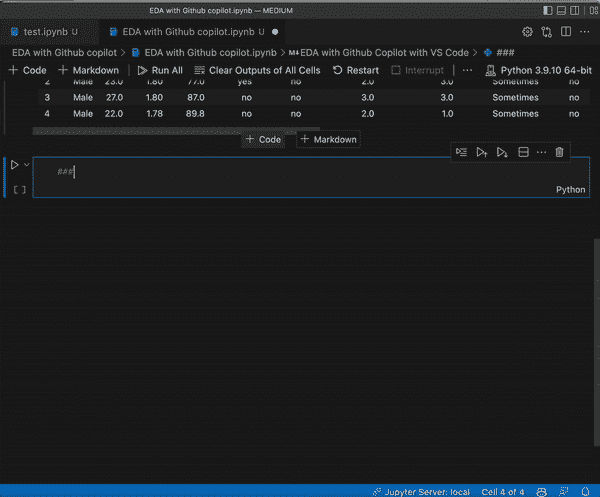 EDA with Github copilot.ipynb — MEDIUM
test.ipynb U EDA with Github copilot.ipynb U
EDA with Github copilot > EDA with Github copilot.ipynb > M↓EDA with Github Copilot with VS Code > ###
+ Code + Markdown Run All Clear Outputs of All Cells Restart Interrupt ... Python 3.9.10 64-bit
2 Male 23.0 1.80 77.0 yes no 2.0 3.0 Sometimes no
3 Male 27.0 1.80 87.0 no no 3.0 3.0 Sometimes no
4 Male 22.0 1.78 89.8 no no 2.0 1.0 Sometimes no
+ Code + Markdown
###
[ ]
Python
Jupyter Server: local Cell 4 of 4